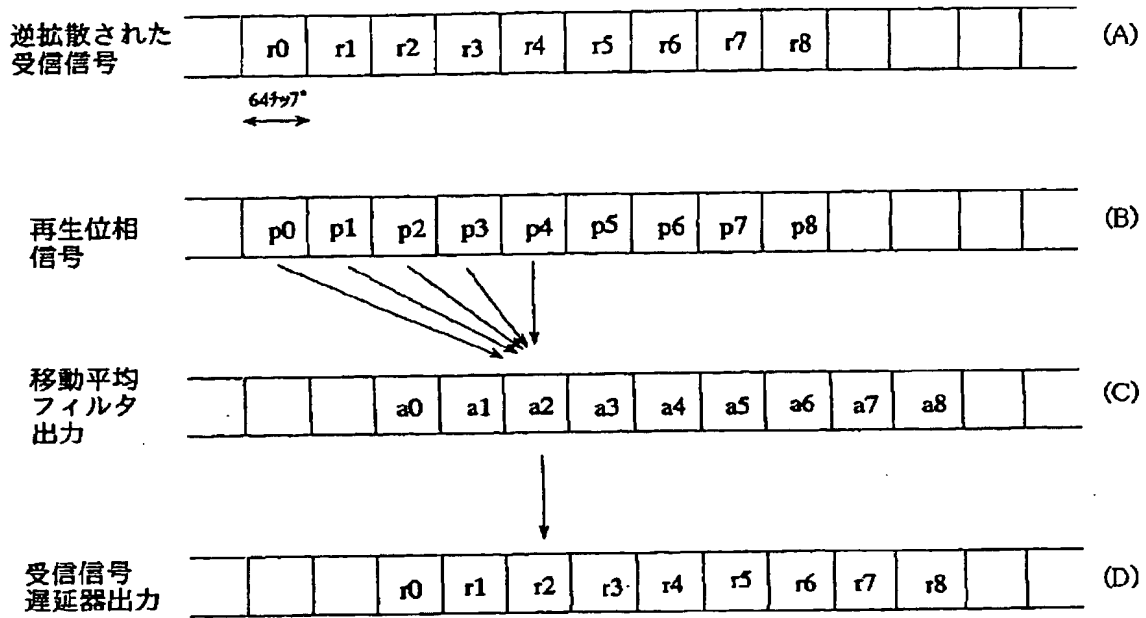 逆拡散された
受信信号
r0 r1 r2 r3 r4 r5 r6 r7 r8
(A)
64チップ
再生位相
信号
p0 p1 p2 p3 p4 p5 p6 p7 p8
(B)
移動平均
フィルタ
出力
a0 a1 a2 a3 a4 a5 a6 a7 a8
(C)
受信信号
遅延器出力
r0 r1 r2 r3 r4 r5 r6 r7 r8
(D)